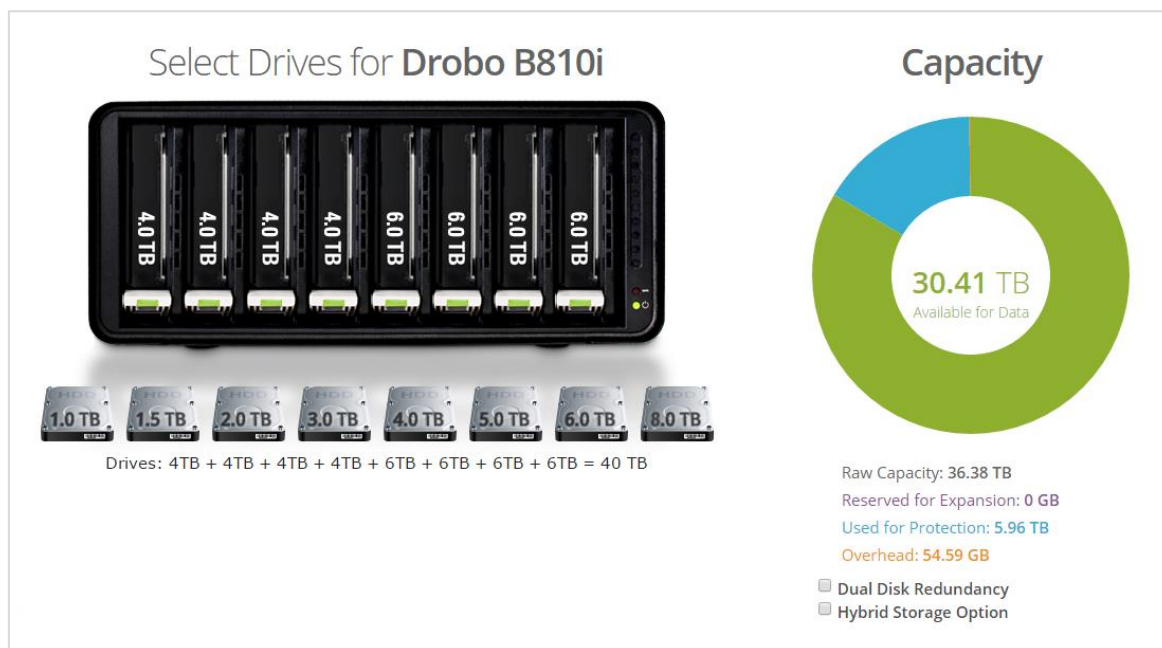 Select Drives for Drobo B810i
4.0 TB
4.0 TB
4.0 TB
4.0 TB
6.0 TB
6.0 TB
6.0 TB
6.0 TB
1.0 TB
1.5 TB
2.0 TB
3.0 TB
4.0 TB
5.0 TB
6.0 TB
8.0 TB
Drives: 4TB + 4TB + 4TB + 4TB + 6TB + 6TB + 6TB + 6TB = 40 TB
Capacity
30.41 TB
Available for Data
Raw Capacity: 36.38 TB
Reserved for Expansion: 0 GB
Used for Protection: 5.96 TB
Overhead: 54.59 GB
Dual Disk Redundancy
Hybrid Storage Option